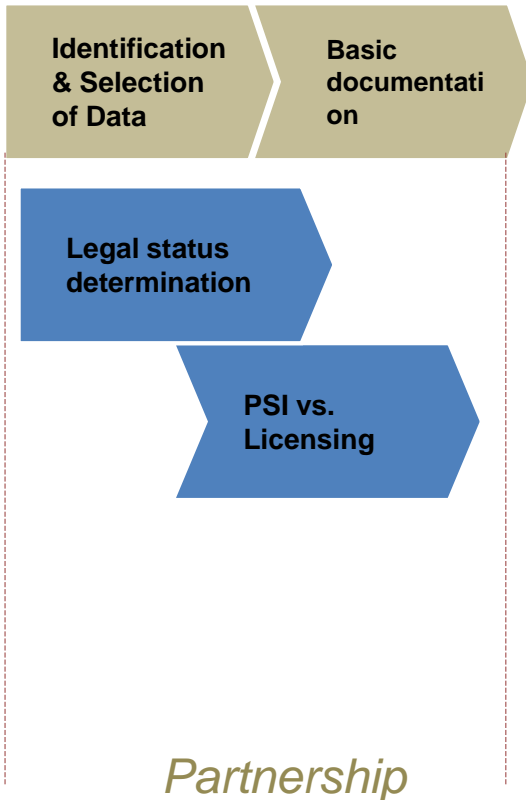 Identification
& Selection
of Data
Basic
documentati
on
Legal status
determination
PSI vs.
Licensing
Partnership